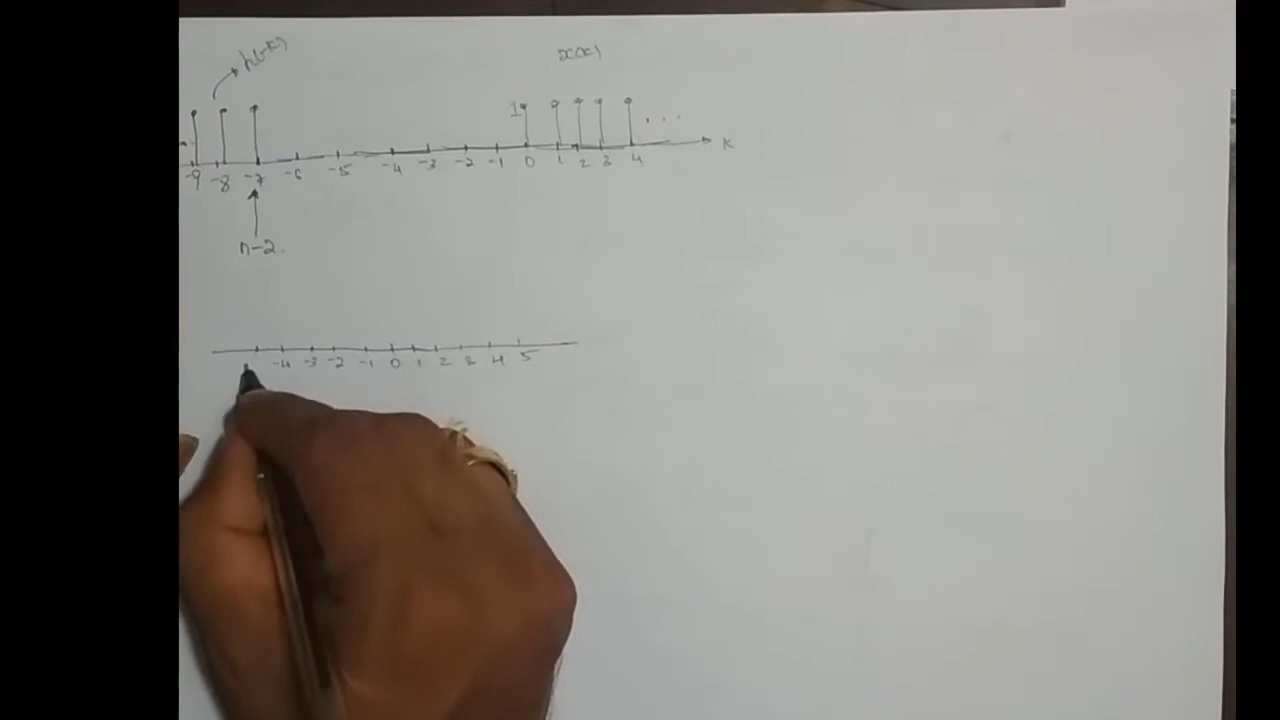 h(-k)
x(k)
1
...
-9 -8 -7 -6 -5 -4 -3 -2 -1 0 1 2 3 4
k
n-2.
-4 -3 -2 -1 0 1 2 3 4 5